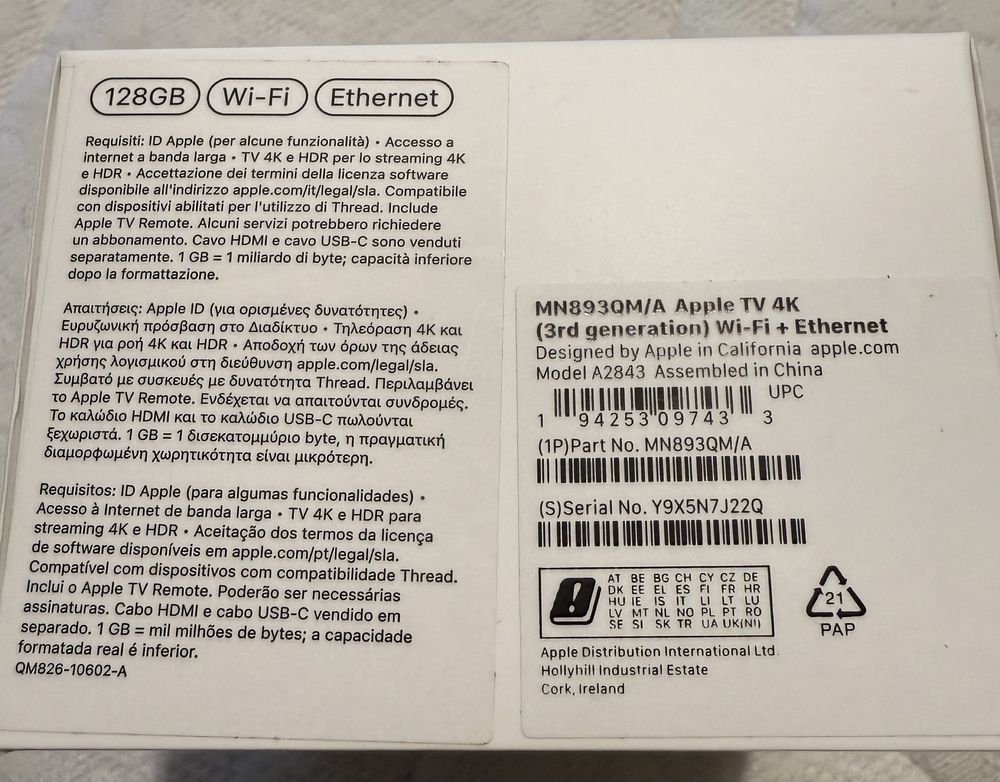 128GB Wi-Fi Ethernet
Requisiti: ID Apple (per alcune funzionalità) • Accesso a
internet a banda larga • TV 4K e HDR per lo streaming 4K
e HDR • Accettazione dei termini della licenza software
disponibile all'indirizzo apple.com/it/legal/sla. Compatibile
con dispositivi abilitati per l'utilizzo di Thread. Include
Apple TV Remote. Alcuni servizi potrebbero richiedere
un abbonamento. Cavo HDMI e cavo USB-C sono venduti
separatamente. 1 GB = 1 miliardo di byte; capacità inferiore
dopo la formattazione.
Απαιτήσεις: Apple ID (για ορισμένες δυνατότητες) •
Ευρυζωνική πρόσβαση στο Διαδίκτυο • Τηλεόραση 4K και
HDR για ροή 4K και HDR • Αποδοχή των όρων της άδειας
χρήσης λογισμικού στη διεύθυνση apple.com/legal/sla.
Συμβατό με συσκευές με δυνατότητα Thread. Περιλαμβάνει
το Apple TV Remote. Ενδέχεται να απαιτούνται συνδρομές.
Το καλώδιο HDMI και το καλώδιο USB-C πωλούνται
ξεχωριστά. 1 GB = 1 δισεκατομμύριο byte, η πραγματική
διαμορφωμένη χωρητικότητα είναι μικρότερη.
Requisitos: ID Apple (para algumas funcionalidades) •
Acesso à Internet de banda larga • TV 4K e HDR para
streaming 4K e HDR • Aceitação dos termos da licença
de software disponíveis em apple.com/pt/legal/sla.
Compatível com dispositivos com compatibilidade Thread.
Inclui o Apple TV Remote. Poderão ser necessárias
assinaturas. Cabo HDMI e cabo USB-C vendido em
separado. 1 GB = mil milhões de bytes; a capacidade
formatada real é inferior.
QM826-10602-A
MN893QM/A Apple TV 4K
(3rd generation) Wi-Fi + Ethernet
Designed by Apple in California apple.com
Model A2843 Assembled in China
UPC
1 94253 09743 3
(1P)Part No. MN893QM/A
(S)Serial No. Y9X5N7J22Q
AT BE BG CH CY CZ DE
DK EE EL ES FI FR HR
HU IE IS IT LI LT LU
LV MT NL NO PL PT RO
SE SI SK TR UA UK(NI)
21
PAP
Apple Distribution International Ltd.
Hollyhill Industrial Estate
Cork, Ireland